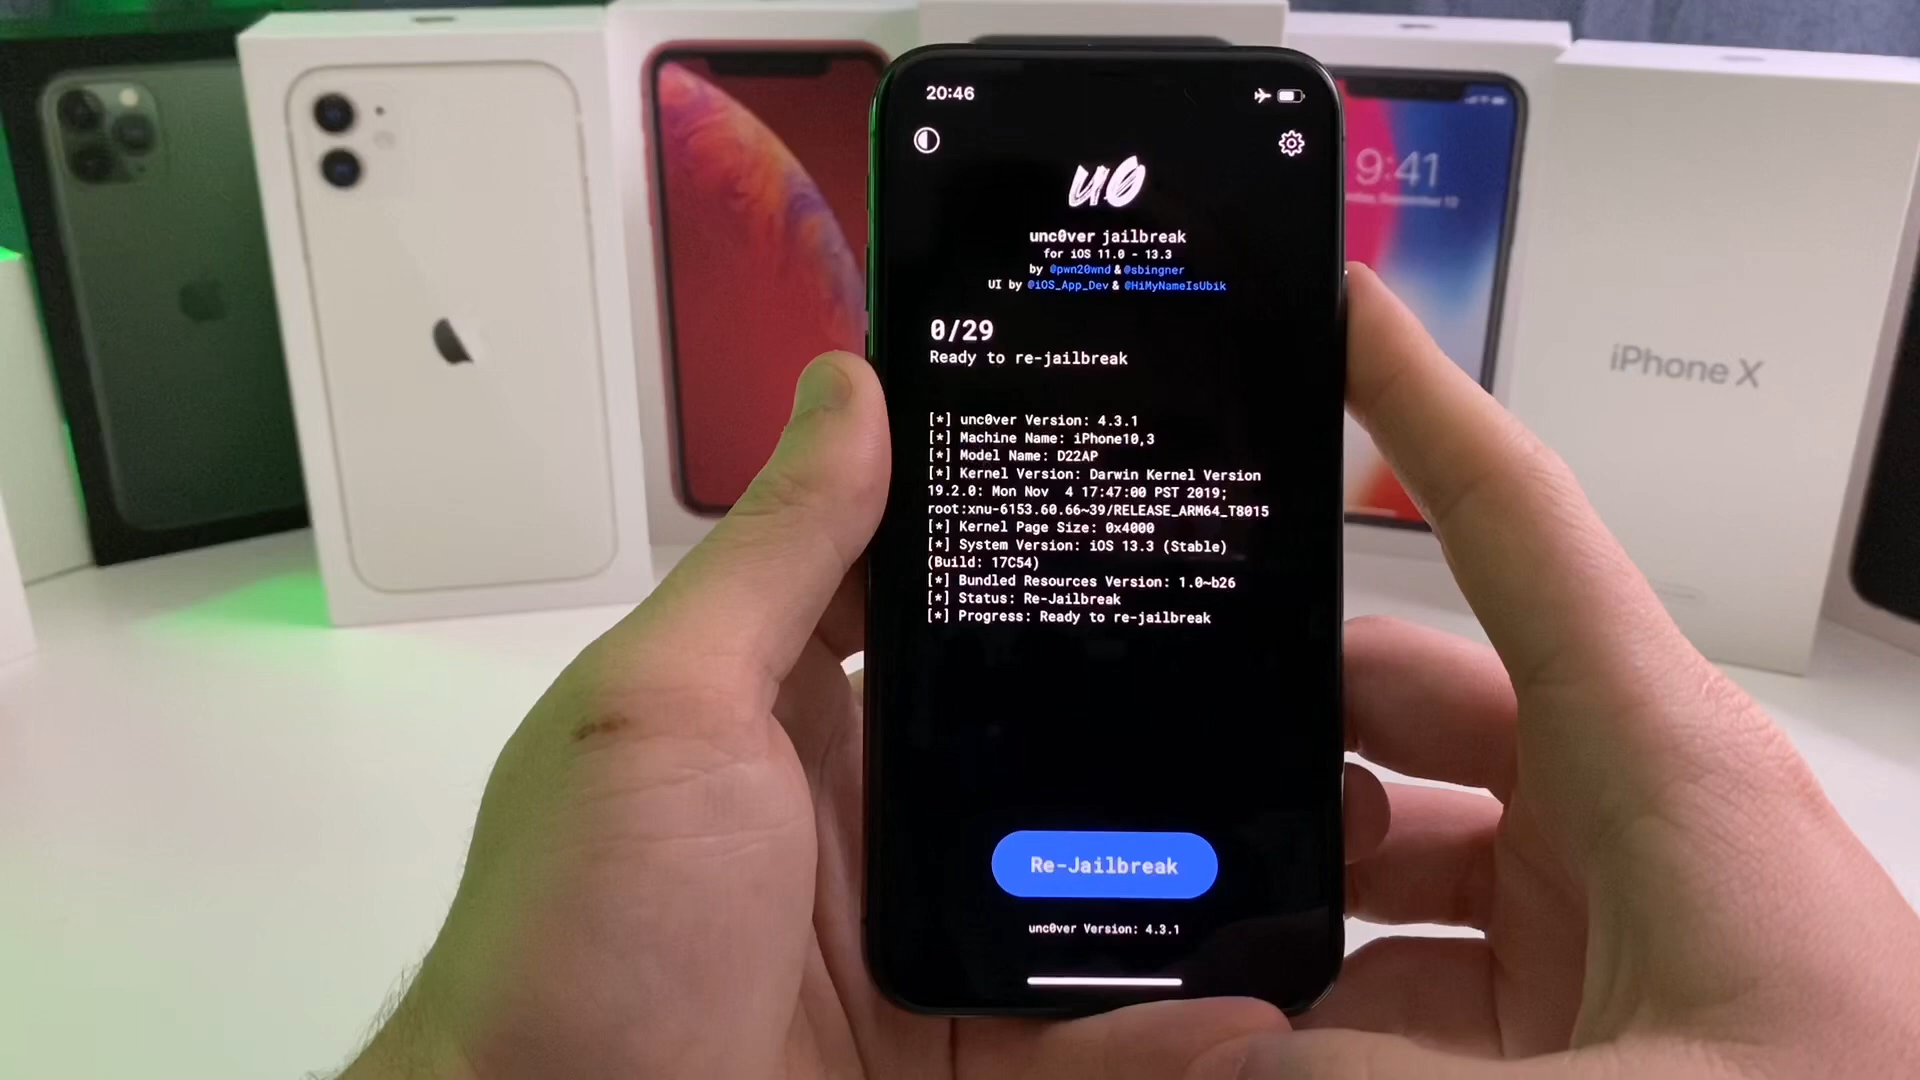 20:46
u0
unc0ver jailbreak
for iOS 11.0 - 13.3
by @pwn20wnd & @sbingner
UI by @iOS_App_Dev & @HiMyNameIsUbik
0/29
Ready to re-jailbreak
[*] unc0ver Version: 4.3.1
[*] Machine Name: iPhone10,3
[*] Model Name: D22AP
[*] Kernel Version: Darwin Kernel Version
19.2.0: Mon Nov 4 17:47:00 PST 2019;
root:xnu-6153.60.66~39/RELEASE_ARM64_T8015
[*] Kernel Page Size: 0x4000
[*] System Version: iOS 13.3 (Stable)
(Build: 17C54)
[*] Bundled Resources Version: 1.0~b26
[*] Status: Re-Jailbreak
[*] Progress: Ready to re-jailbreak
Re-Jailbreak
unc0ver Version: 4.3.1
9:41
September 12
iPhone X